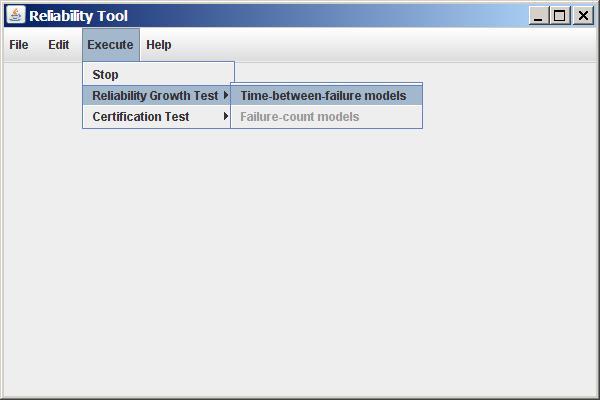 Reliability Tool
File Edit Execute Help
Stop
Reliability Growth Test Time-between-failure models
Certification Test Failure-count models